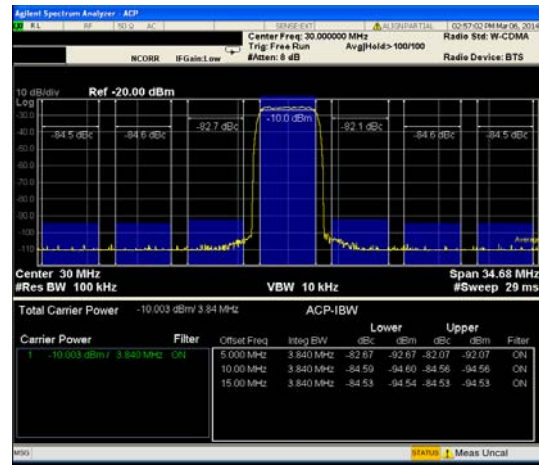 Agilent Spectrum Analyzer - ACP
RL RF 50 Ω AC SENSE:EXT ALIGN PARTIAL 02:57:02 PM Mar 06, 2014
Center Freq: 30.000000 MHz Radio Std: W-CDMA
Trig: Free Run Avg|Hold:>100/100
NCORR IFGain:Low #Atten: 8 dB Radio Device: BTS
10 dB/div Ref -20.00 dBm
Log
-30.0
-40.0
-50.0
-60.0
-70.0
-80.0
-90.0
-100
-110
-84.5 dBc -84.6 dBc -92.7 dBc -10.0 dBm -92.1 dBc -84.6 dBc -84.5 dBc
Average
Center 30 MHz Span 34.68 MHz
#Res BW 100 kHz VBW 10 kHz #Sweep 29 ms
Total Carrier Power -10.003 dBm/ 3.84 MHz ACP-IBW
Lower Upper
Carrier Power Filter Offset Freq Integ BW dBc dBm dBc dBm Filter
1 -10.003 dBm / 3.840 MHz ON 5.000 MHz 3.840 MHz -82.67 -92.67 -82.07 -92.07 ON
10.00 MHz 3.840 MHz -84.59 -94.60 -84.56 -94.56 ON
15.00 MHz 3.840 MHz -84.53 -94.54 -84.53 -94.53 ON
MSG STATUS Meas Uncal